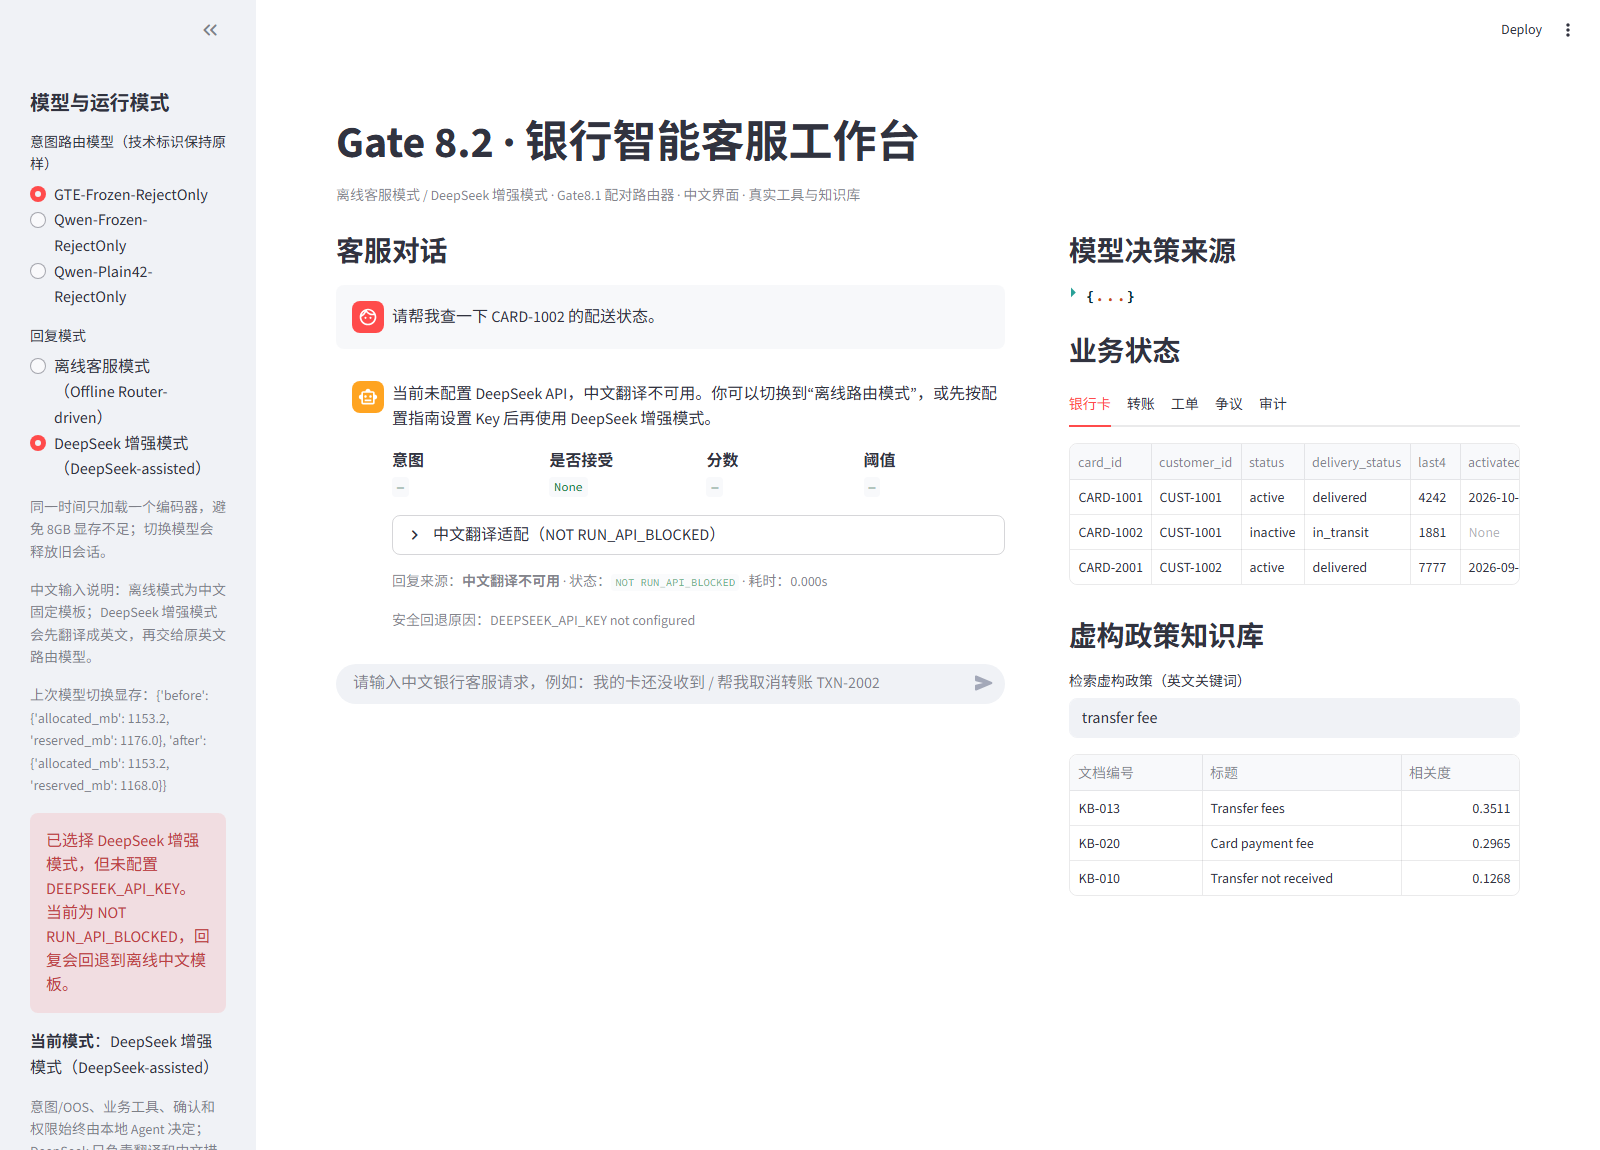 Deploy
模型与运行模式
意图路由模型（技术标识保持原
样）
GTE-Frozen-RejectOnly
Qwen-Frozen-
RejectOnly
Qwen-Plain42-
RejectOnly
回复模式
离线客服模式
（Offline Router-
driven）
DeepSeek 增强模式
（DeepSeek-assisted）
同一时间只加载一个编码器，避
免 8GB 显存不足；切换模型会
释放旧会话。
中文输入说明：离线模式为中文
固定模板；DeepSeek 增强模式
会先翻译成英文，再交给原英文
路由模型。
上次模型切换显存：{'before':
{'allocated_mb': 1153.2,
'reserved_mb': 1176.0}, 'after':
{'allocated_mb': 1153.2,
'reserved_mb': 1168.0}}
已选择 DeepSeek 增强
模式，但未配置
DEEPSEEK_API_KEY。
当前为 NOT
RUN_API_BLOCKED，回
复会回退到离线中文模
板。
当前模式：DeepSeek 增强
模式（DeepSeek-assisted）
意图/OOS、业务工具、确认和
权限始终由本地 Agent 决定；
Gate 8.2 · 银行智能客服工作台
离线客服模式 / DeepSeek 增强模式 · Gate8.1 配对路由器 · 中文界面 · 真实工具与知识库
客服对话
请帮我查一下 CARD-1002 的配送状态。
当前未配置 DeepSeek API，中文翻译不可用。你可以切换到“离线路由模式”，或先按配
置指南设置 Key 后再使用 DeepSeek 增强模式。
意图 是否接受 分数 阈值
– None – –
中文翻译适配（NOT RUN_API_BLOCKED）
回复来源：中文翻译不可用 · 状态： NOT RUN_API_BLOCKED · 耗时：0.000s
安全回退原因：DEEPSEEK_API_KEY not configured
请输入中文银行客服请求，例如：我的卡还没收到 / 帮我取消转账 TXN-2002
模型决策来源
{...}
业务状态
银行卡 转账 工单 争议 审计
card_id customer_id status delivery_status last4 activated
CARD-1001 CUST-1001 active delivered 4242 2026-10-
CARD-1002 CUST-1001 inactive in_transit 1881 None
CARD-2001 CUST-1002 active delivered 7777 2026-09-
虚构政策知识库
检索虚构政策（英文关键词）
transfer fee
文档编号 标题 相关度
KB-013 Transfer fees 0.3511
KB-020 Card payment fee 0.2965
KB-010 Transfer not received 0.1268